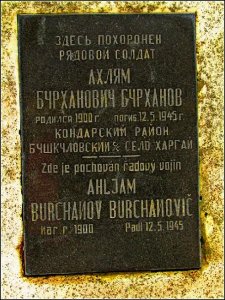 ЗДЕСЬ ПОХОРОНЕН
РЯДОВОЙ СОЛДАТ
АХЛЯМ
БУРХАНОВИЧ БУРХАНОВ
РОДИЛСЯ 1900 г. ПОГИБ 12.5.1945 г.
КОНДАРСКИЙ РАЙОН
СЕЛО ХАРГАЙ
Zde je pochován řadový vojín
AHLJAM
BURCHANOV BURCHANOVIČ
Nar. r. 1900 Padl 12.5.1945